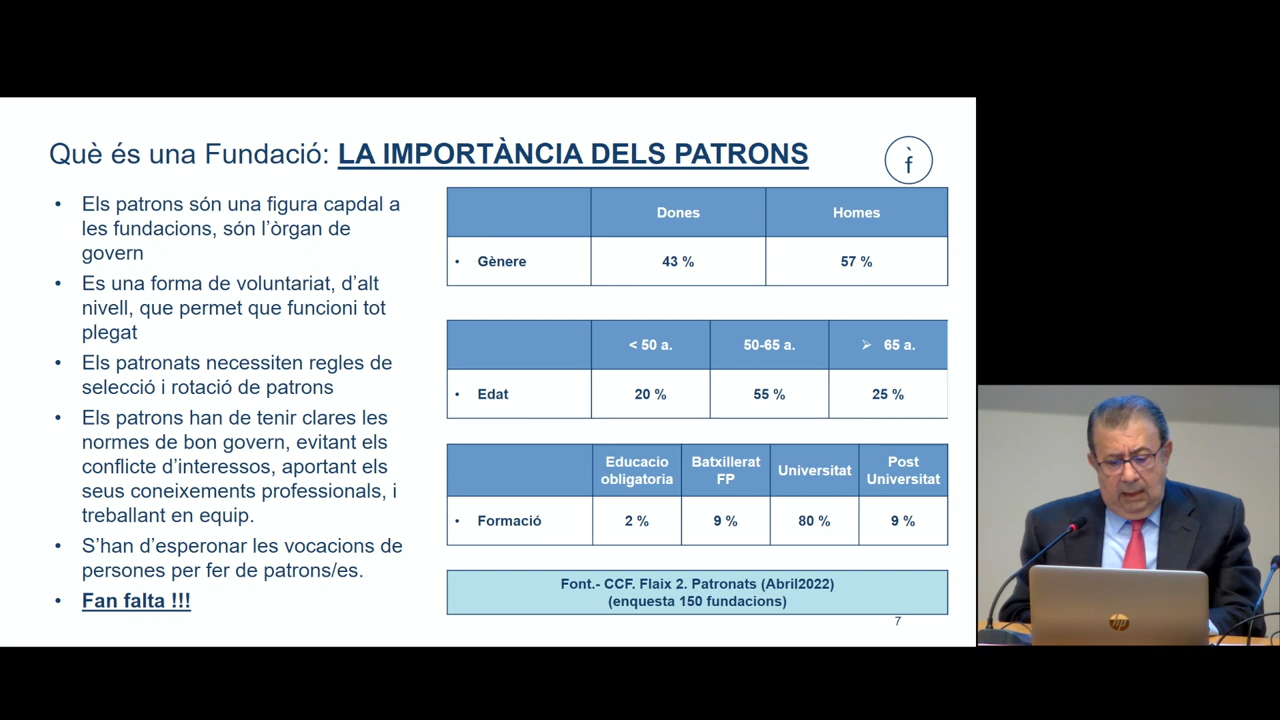 Què és una Fundació: LA IMPORTÀNCIA DELS PATRONS
f̀
• Els patrons són una figura capdal a
les fundacions, són l'òrgan de
govern
• Es una forma de voluntariat, d'alt
nivell, que permet que funcioni tot
plegat
• Els patronats necessiten regles de
selecció i rotació de patrons
• Els patrons han de tenir clares les
normes de bon govern, evitant els
conflicte d'interessos, aportant els
seus coneixements professionals, i
treballant en equip.
• S'han d'esperonar les vocacions de
persones per fer de patrons/es.
• Fan falta !!!
Dones Homes
• Gènere 43 % 57 %
< 50 a. 50-65 a. ➢ 65 a.
• Edat 20 % 55 % 25 %
Educacio Batxillerat Universitat Post
obligatoria FP Universitat
• Formació 2 % 9 % 80 % 9 %
Font.- CCF. Flaix 2. Patronats (Abril2022)
(enquesta 150 fundacions)
7
hp